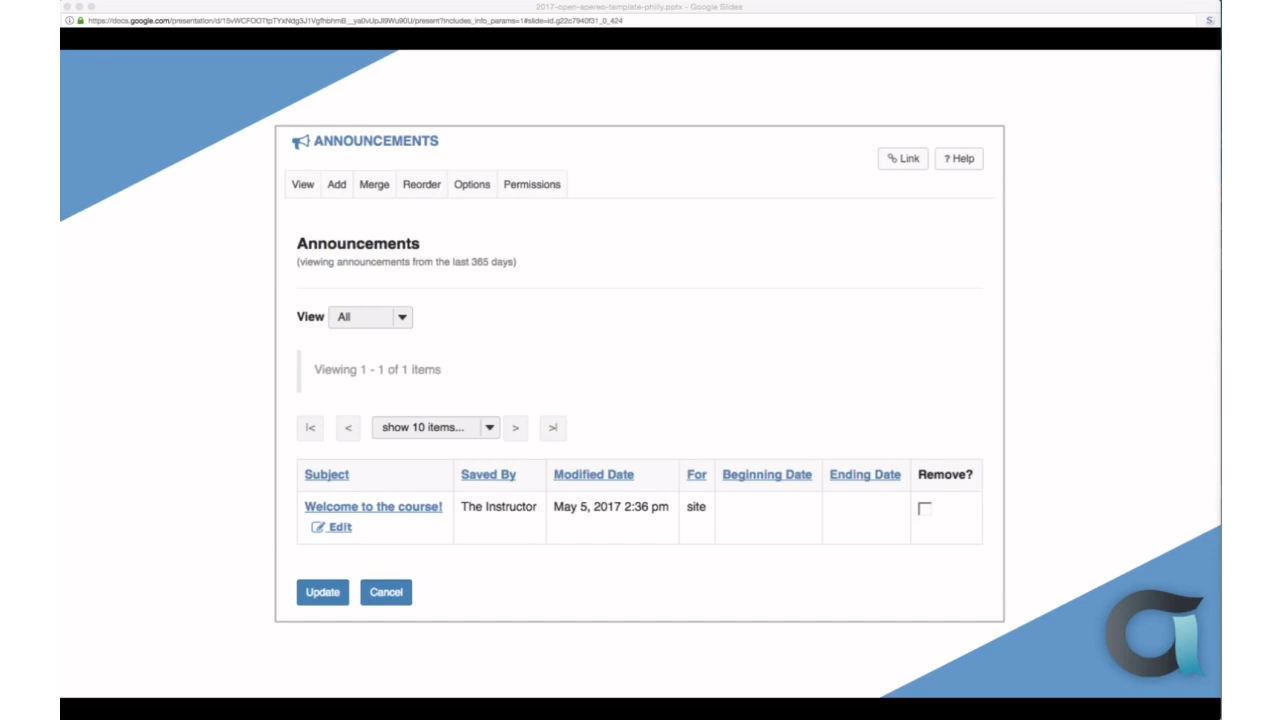 2017-open-apereo-template-philly.pptx - Google Slides
ANNOUNCEMENTS
Link ? Help
View Add Merge Reorder Options Permissions
Announcements
(viewing announcements from the last 365 days)
View All
Viewing 1 - 1 of 1 items
|< < show 10 items... > >|
Subject Saved By Modified Date For Beginning Date Ending Date Remove?
Welcome to the course! The Instructor May 5, 2017 2:36 pm site
Edit
Update Cancel